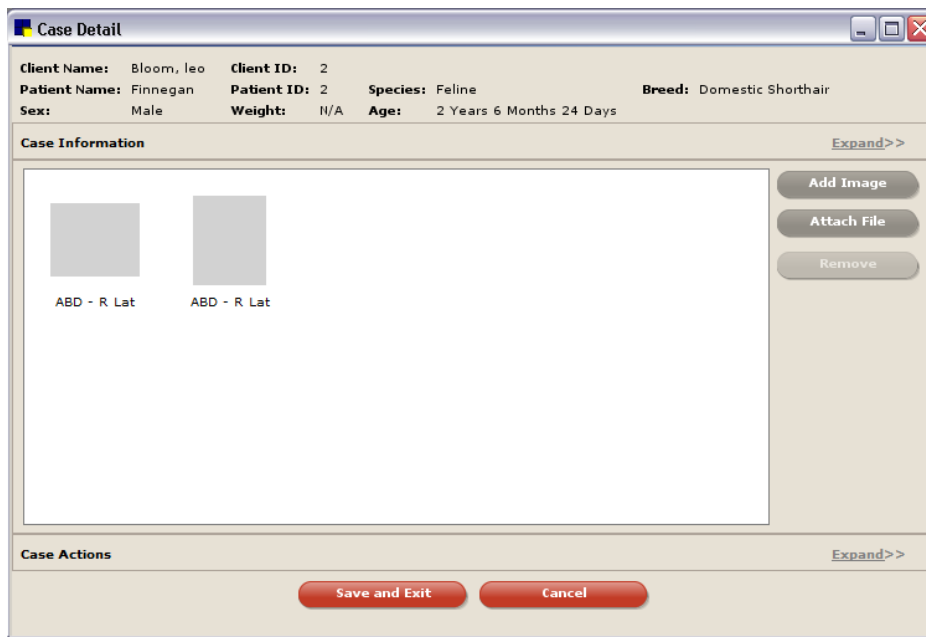 Case Detail
Client Name: Bloom, leo Client ID: 2
Patient Name: Finnegan Patient ID: 2 Species: Feline Breed: Domestic Shorthair
Sex: Male Weight: N/A Age: 2 Years 6 Months 24 Days
Case Information Expand>>
Add Image
Attach File
Remove
ABD - R Lat ABD - R Lat
Case Actions Expand>>
Save and Exit Cancel